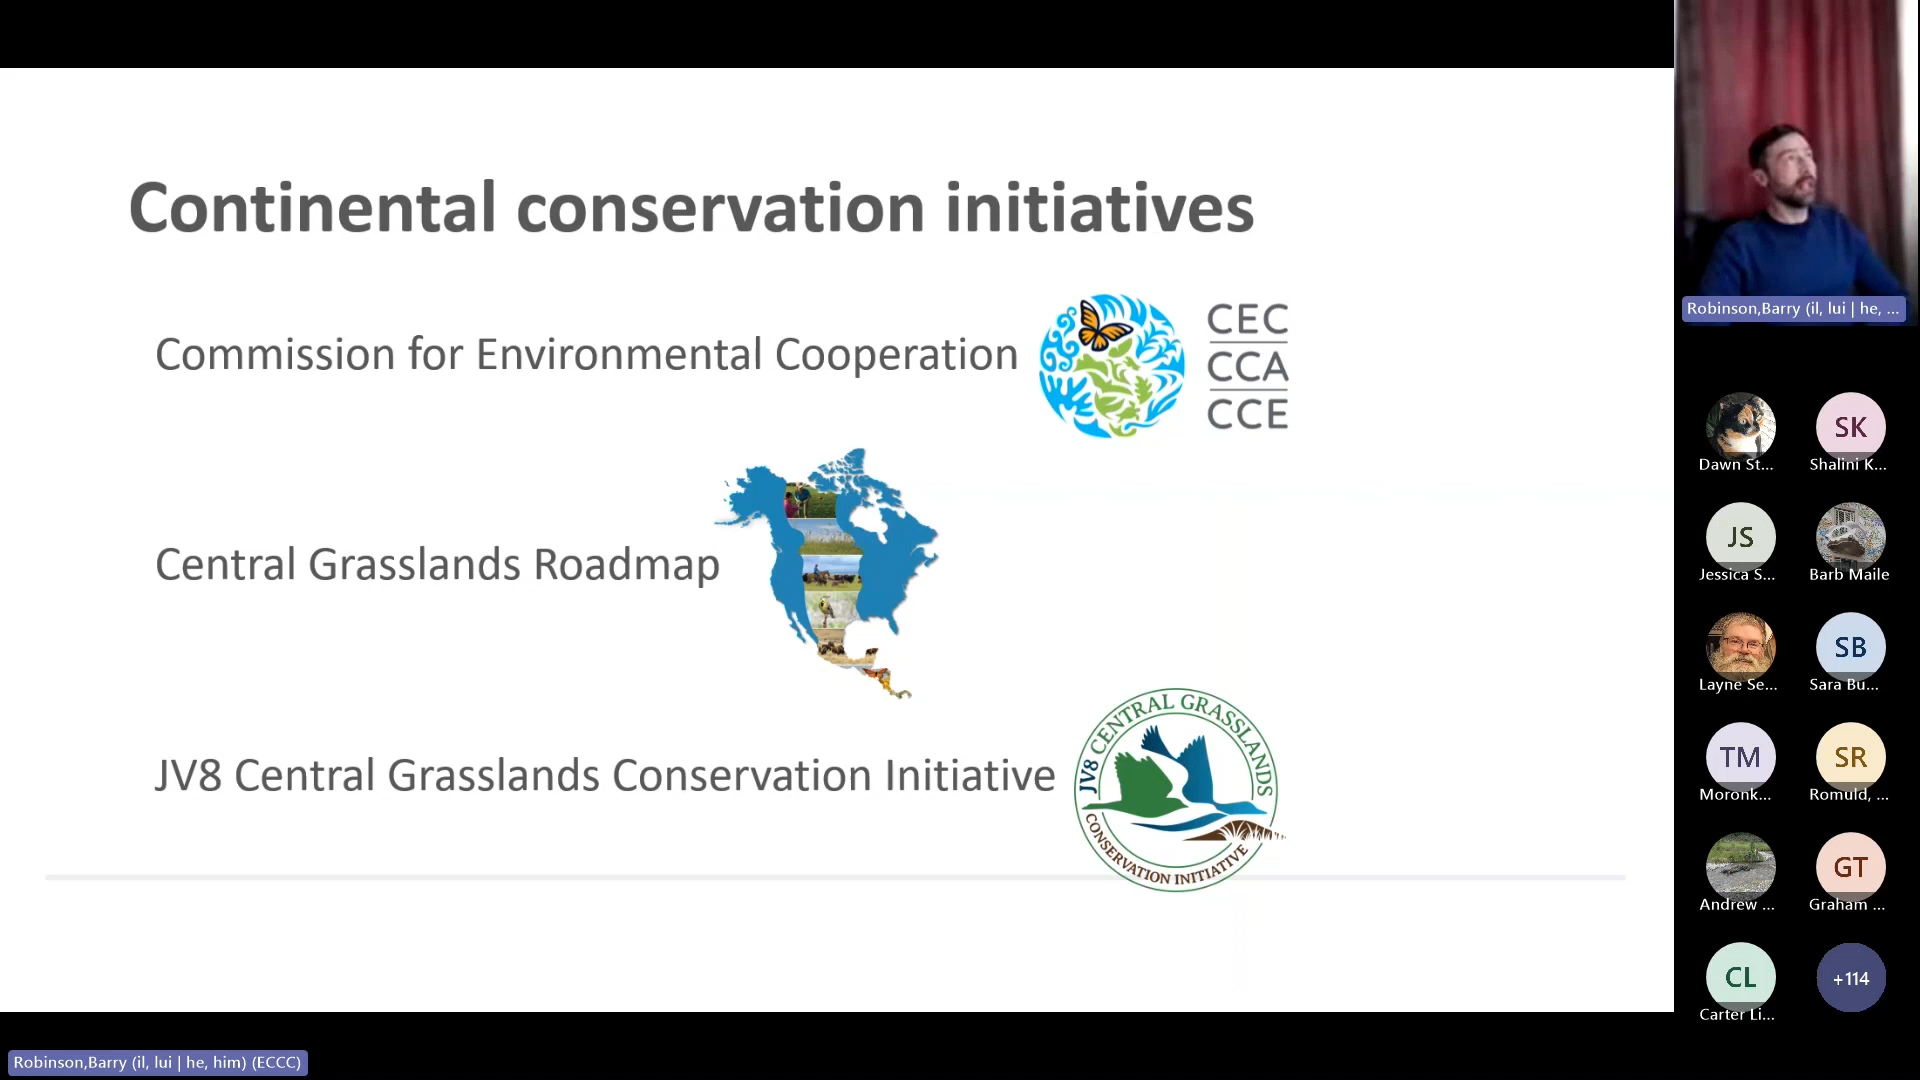 Continental conservation initiatives
Commission for Environmental Cooperation
CEC
CCA
CCE
Central Grasslands Roadmap
JV8 Central Grasslands Conservation Initiative
JV8 CENTRAL GRASSLANDS
CONSERVATION INITIATIVE
Robinson,Barry (il, lui | he, ...
Dawn St...
SK
Shalini K...
JS
Jessica S...
Barb Maile
Layne Se...
SB
Sara Bu...
TM
Moronk...
SR
Romuld, ...
Andrew ...
GT
Graham ...
CL
Carter Li...
+114
Robinson,Barry (il, lui | he, him) (ECCC)